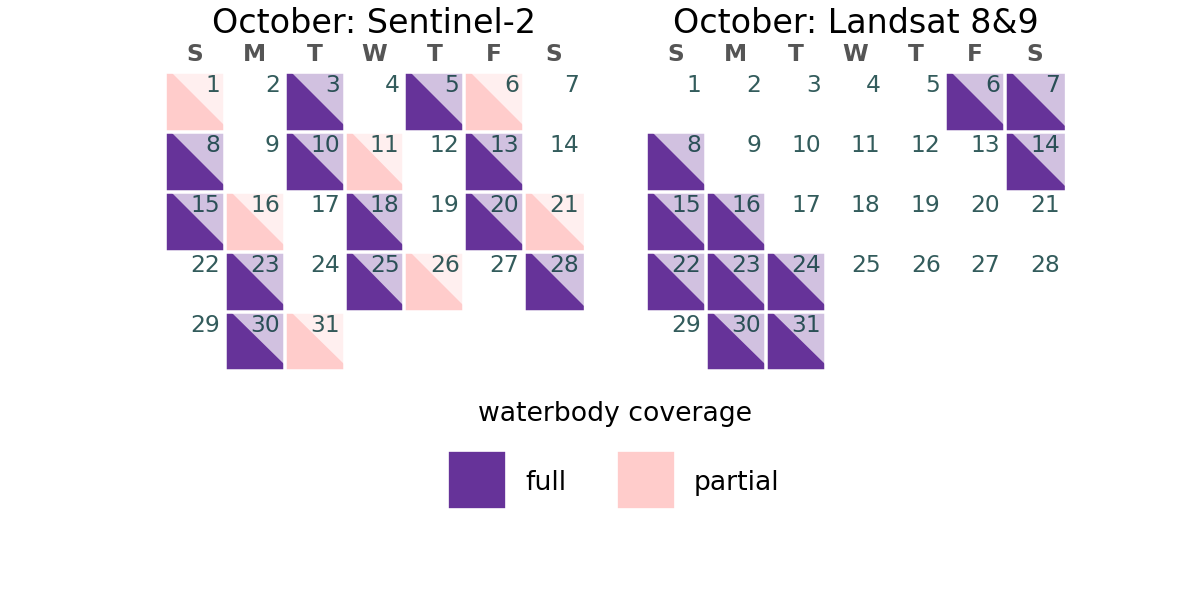 October: Sentinel-2
S M T W T F S
1 2 3 4 5 6 7
8 9 10 11 12 13 14
15 16 17 18 19 20 21
22 23 24 25 26 27 28
29 30 31
October: Landsat 8&9
S M T W T F S
1 2 3 4 5 6 7
8 9 10 11 12 13 14
15 16 17 18 19 20 21
22 23 24 25 26 27 28
29 30 31
waterbody coverage
full partial